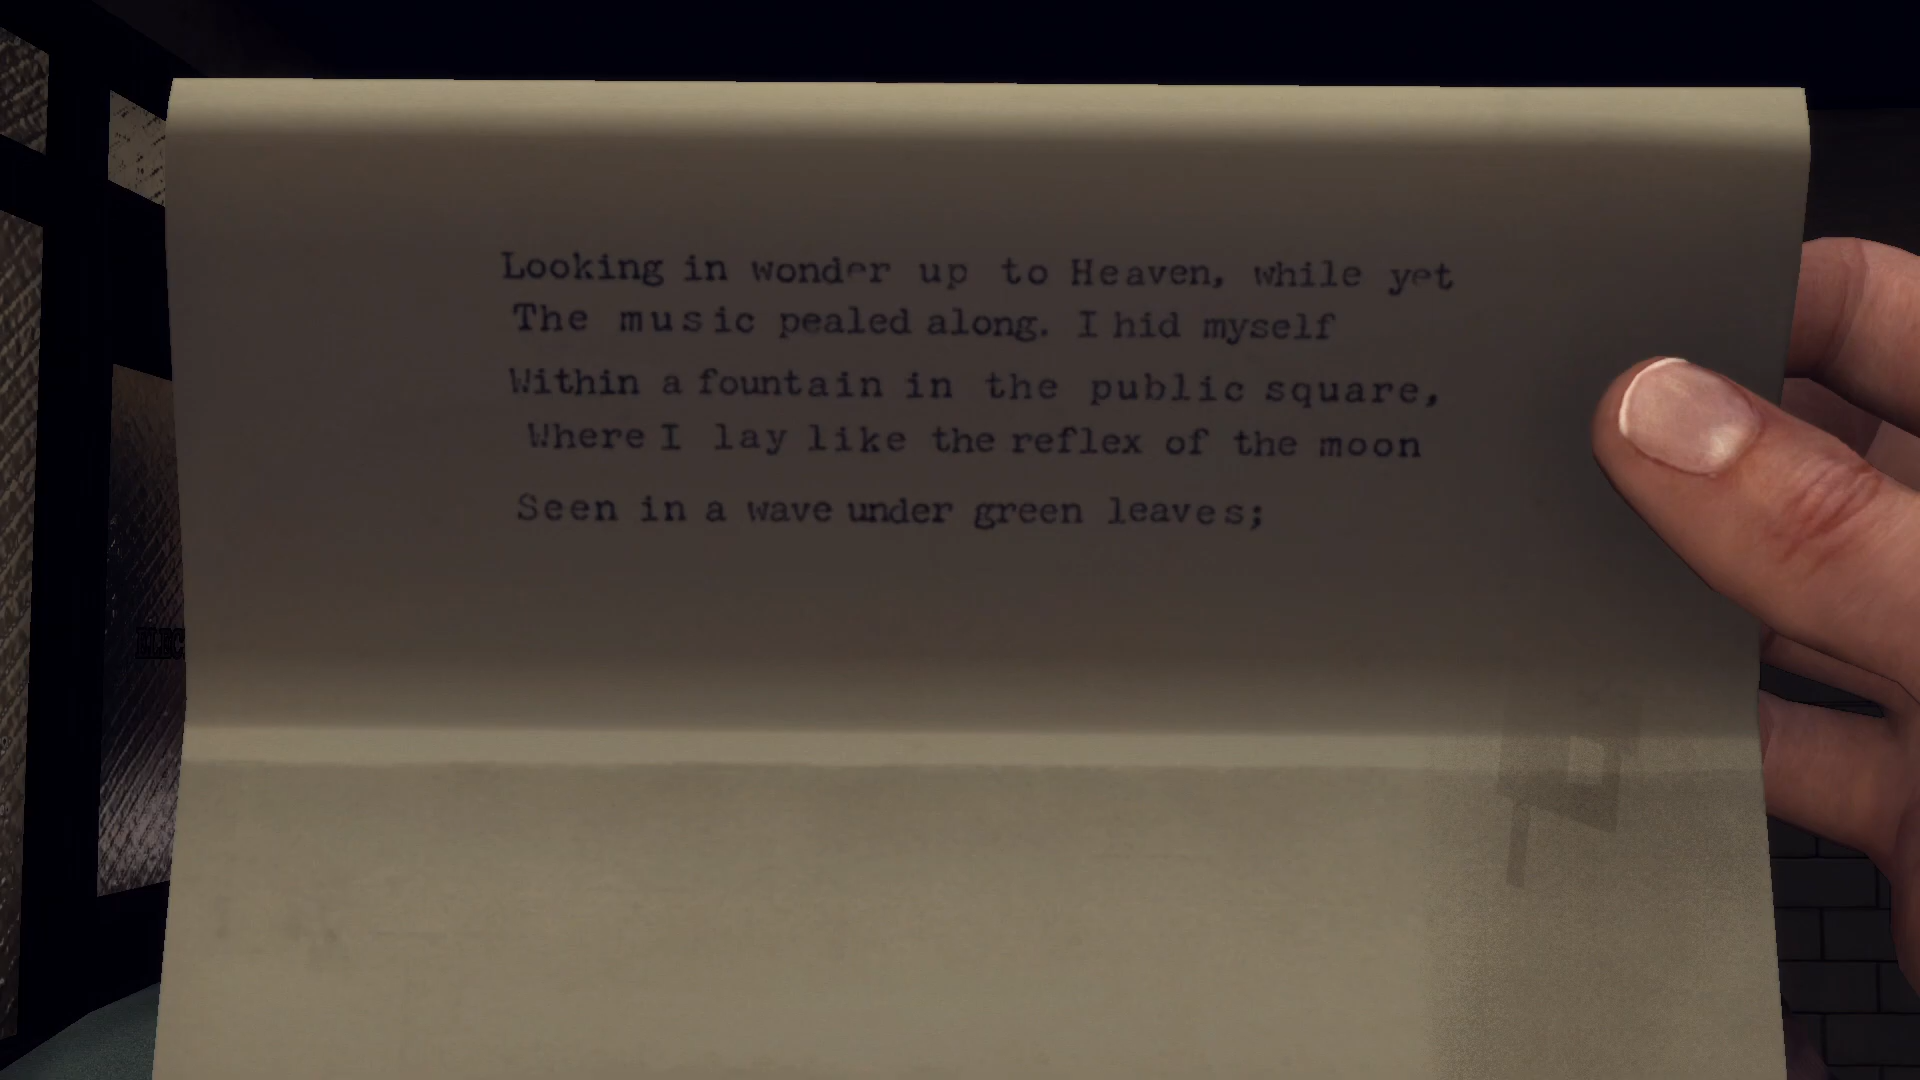 Looking in wonder up to Heaven, while yet
The music pealed along. I hid myself
Within a fountain in the public square,
Where I lay like the reflex of the moon
Seen in a wave under green leaves;